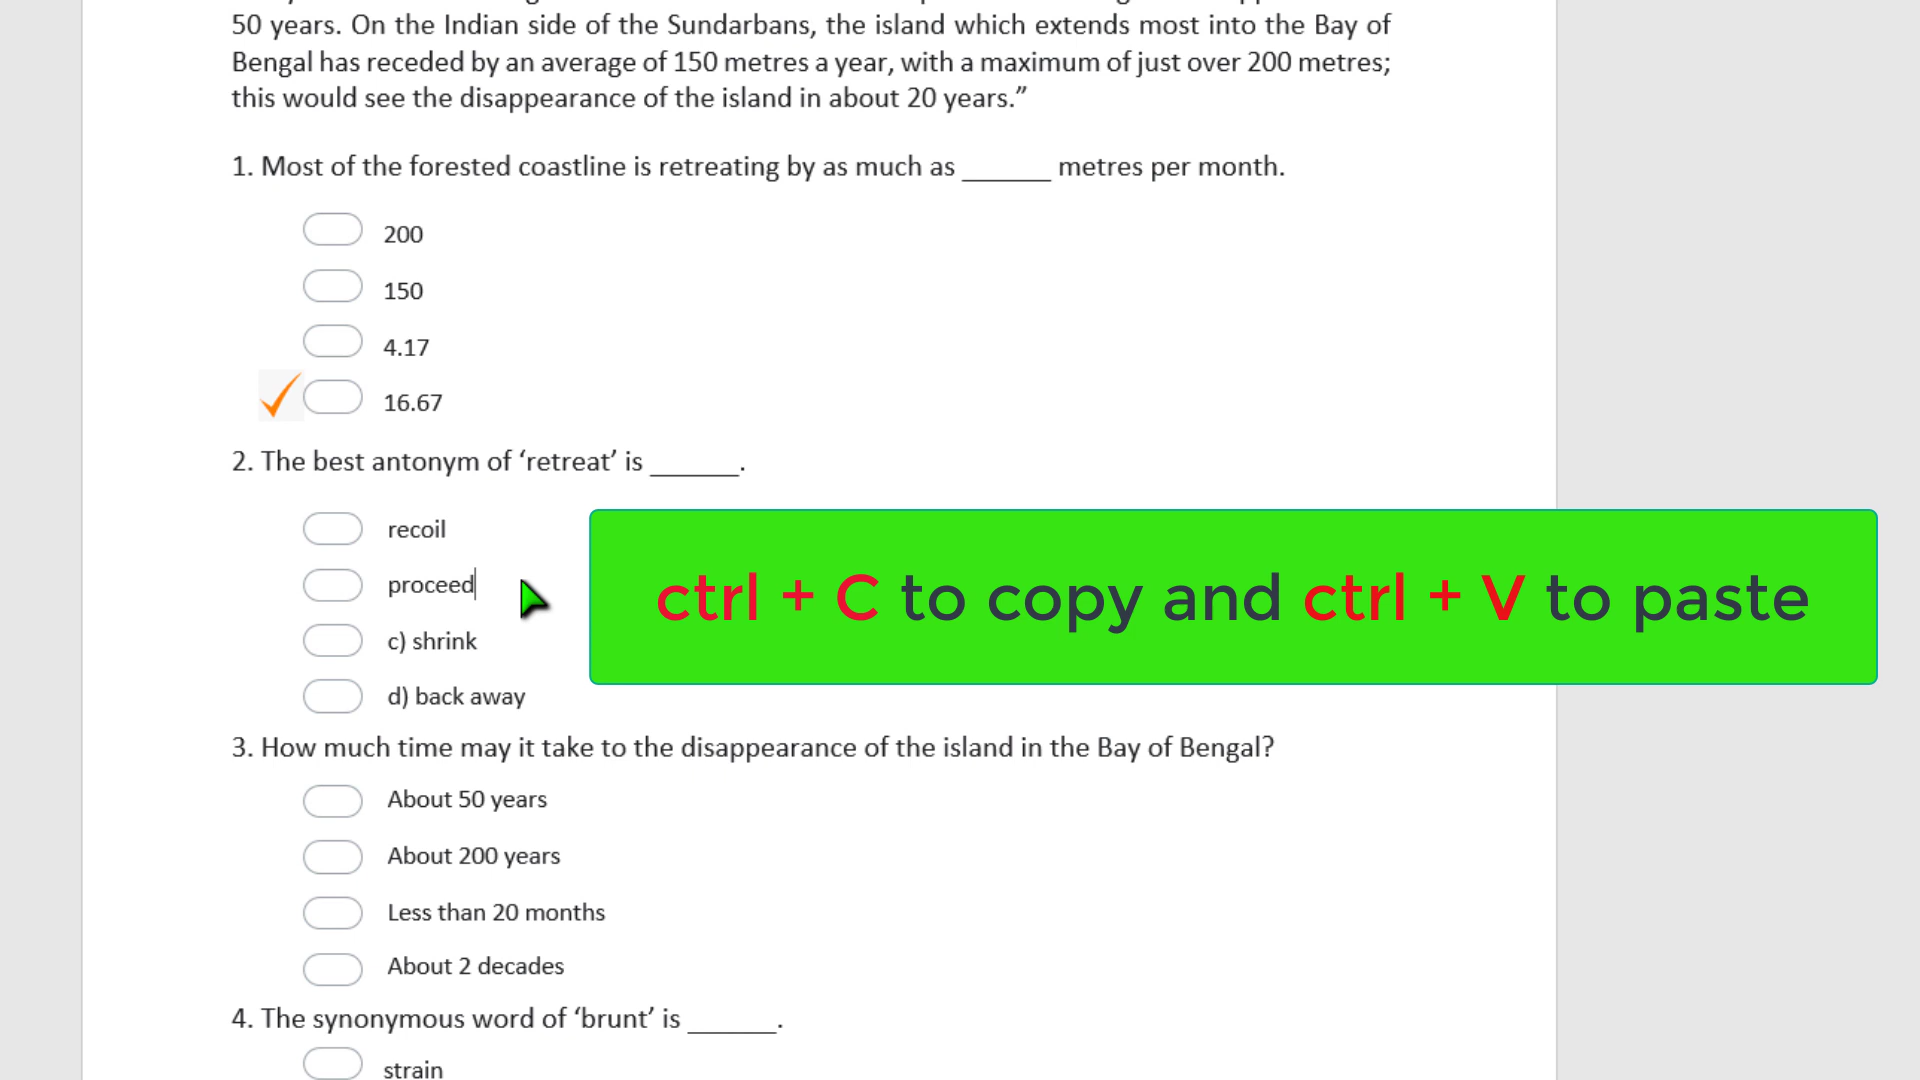 50 years. On the Indian side of the Sundarbans, the island which extends most into the Bay of
Bengal has receded by an average of 150 metres a year, with a maximum of just over 200 metres;
this would see the disappearance of the island in about 20 years.”
1. Most of the forested coastline is retreating by as much as ______ metres per month.
200
150
4.17
16.67
2. The best antonym of ‘retreat’ is ______.
recoil
proceed
c) shrink
d) back away
ctrl + C to copy and ctrl + V to paste
3. How much time may it take to the disappearance of the island in the Bay of Bengal?
About 50 years
About 200 years
Less than 20 months
About 2 decades
4. The synonymous word of ‘brunt’ is ______.
strain